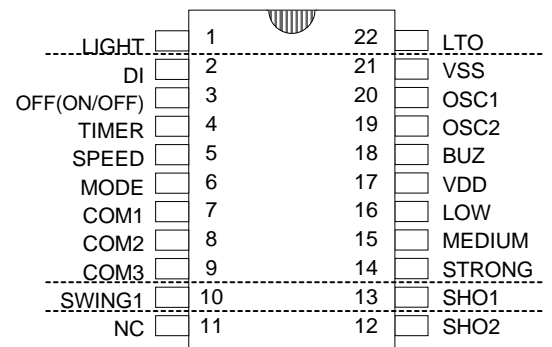 LIGHT 1 22 LTO
DI 2 21 VSS
OFF(ON/OFF) 3 20 OSC1
TIMER 4 19 OSC2
SPEED 5 18 BUZ
MODE 6 17 VDD
COM1 7 16 LOW
COM2 8 15 MEDIUM
COM3 9 14 STRONG
SWING1 10 13 SHO1
NC 11 12 SHO2